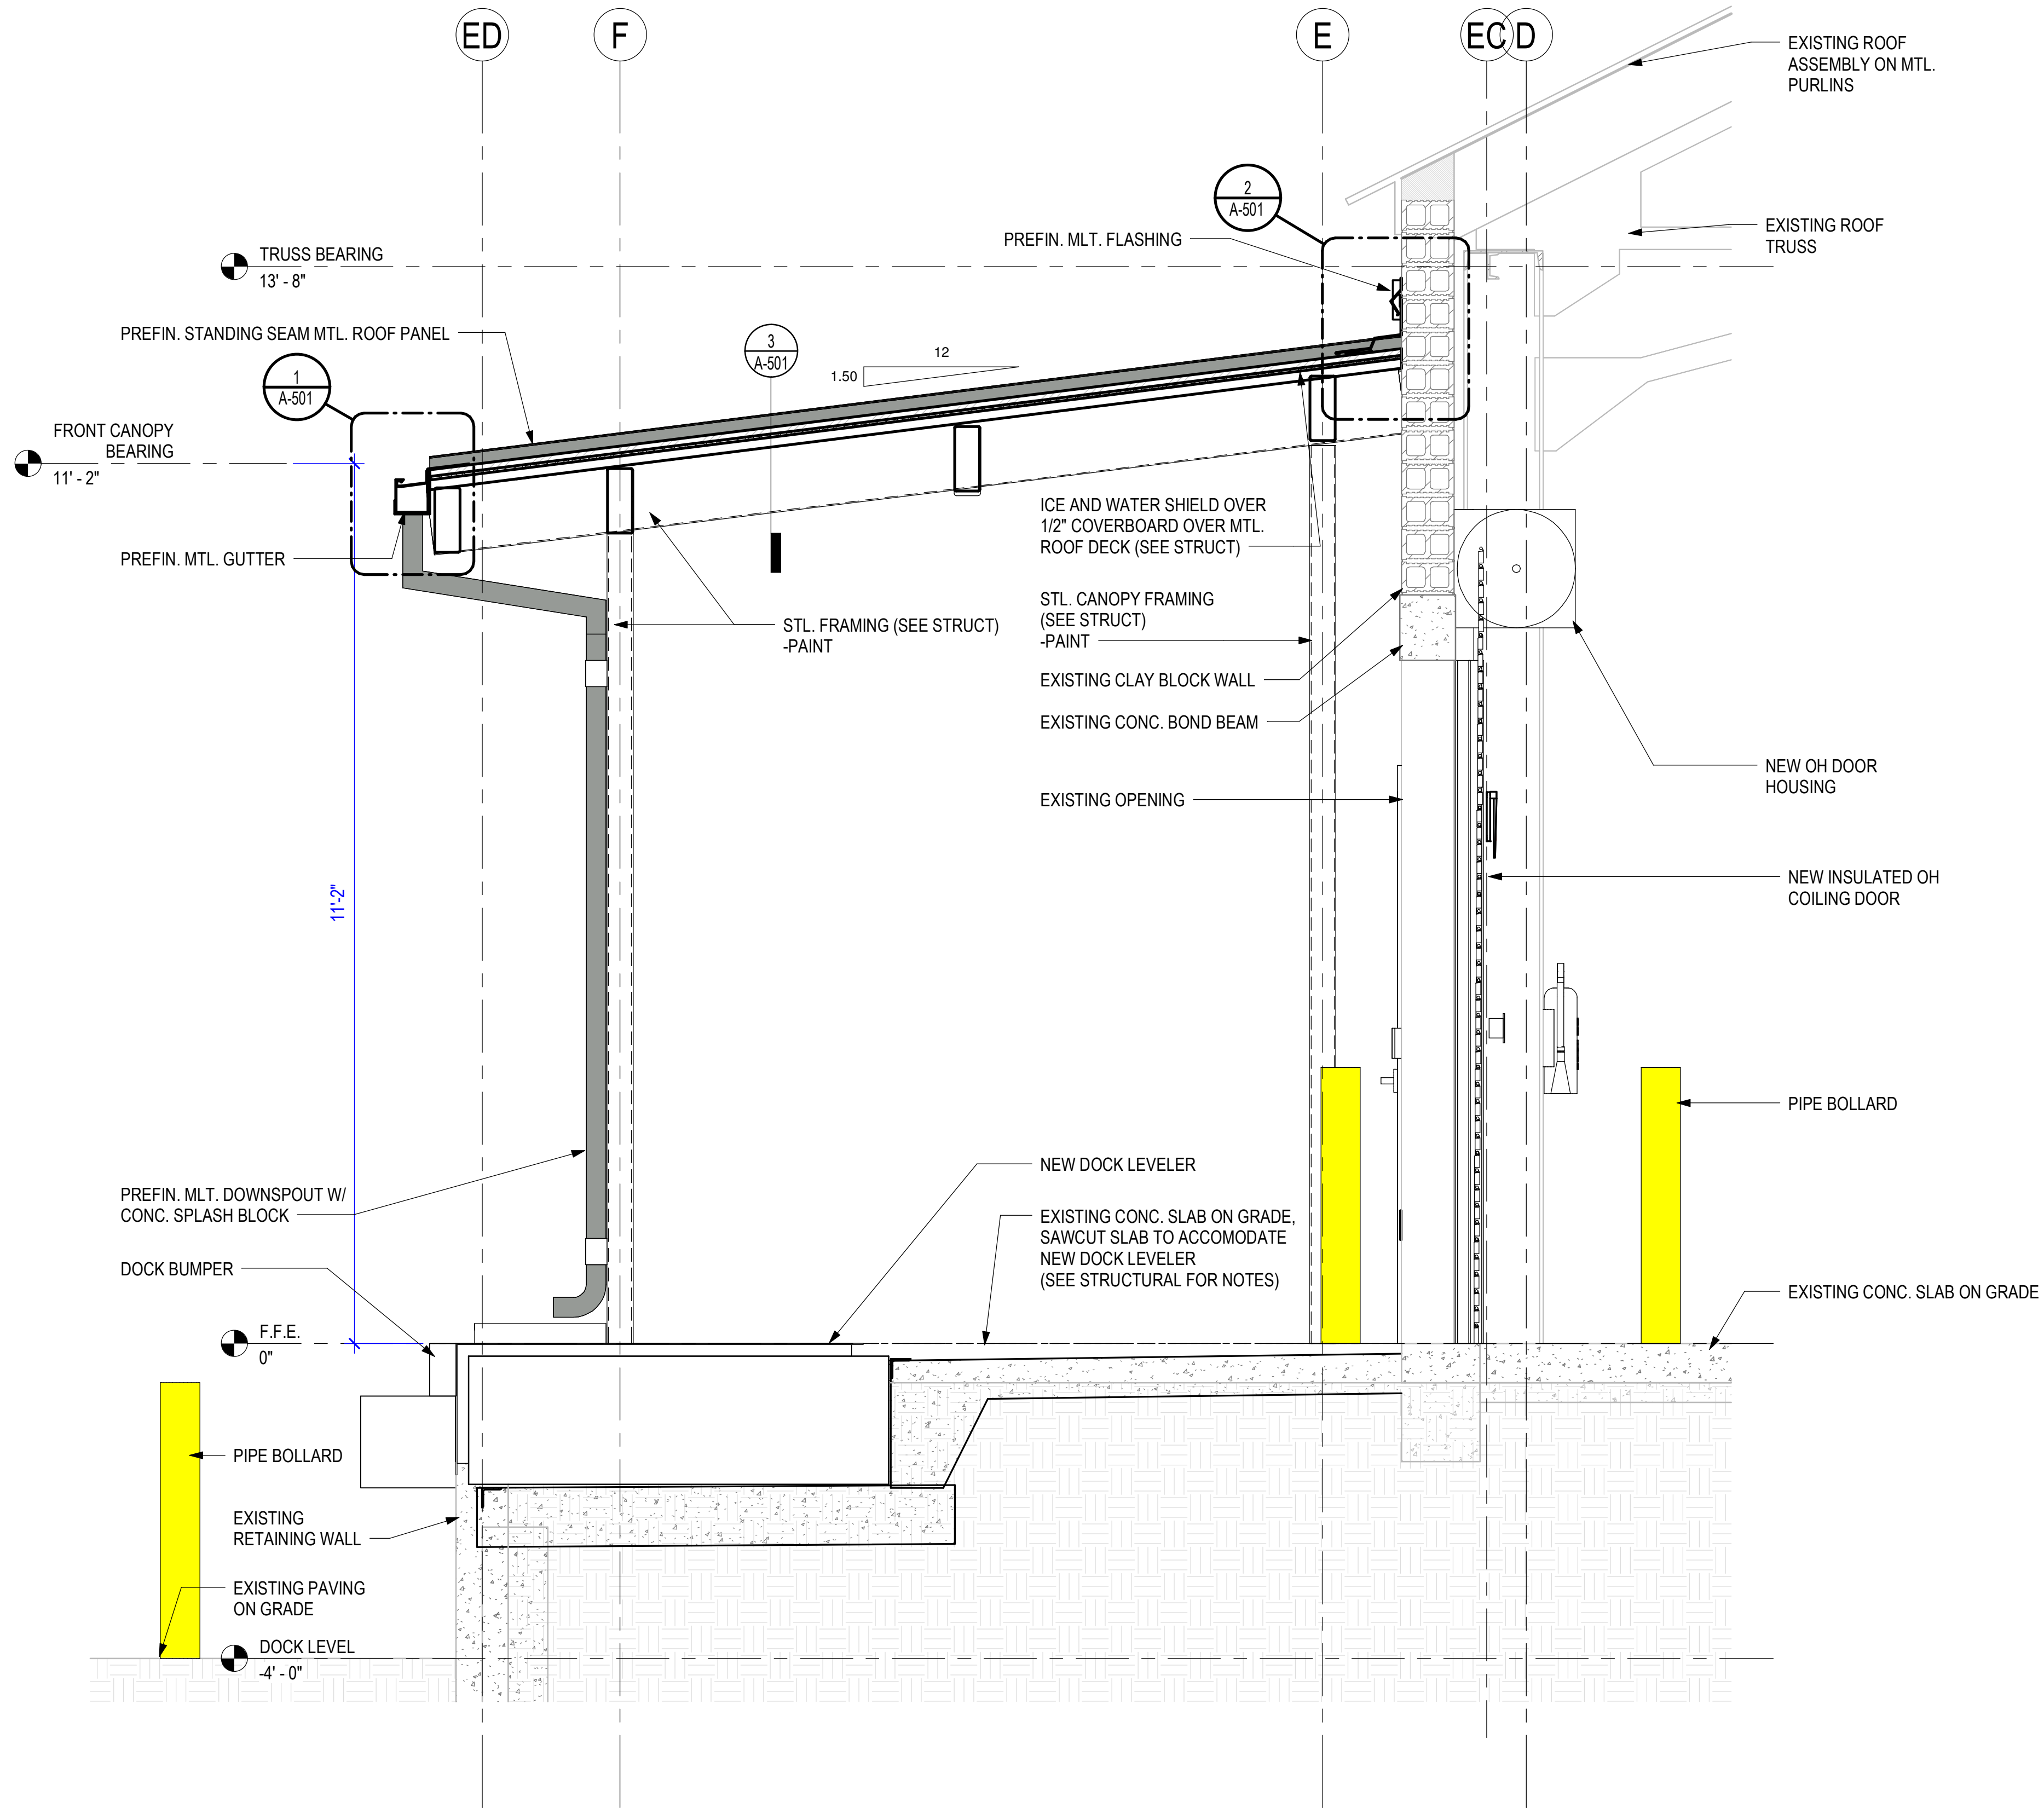 ED
F
E
EC
D
EXISTING ROOF
ASSEMBLY ON MTL.
PURLINS
2
A-501
PREFIN. MLT. FLASHING
EXISTING ROOF
TRUSS
TRUSS BEARING
13' - 8"
PREFIN. STANDING SEAM MTL. ROOF PANEL
3
A-501
12
1.50
1
A-501
FRONT CANOPY
BEARING
11' - 2"
PREFIN. MTL. GUTTER
ICE AND WATER SHIELD OVER
1/2" COVERBOARD OVER MTL.
ROOF DECK (SEE STRUCT)
STL. FRAMING (SEE STRUCT)
-PAINT
STL. CANOPY FRAMING
(SEE STRUCT)
-PAINT
EXISTING CLAY BLOCK WALL
EXISTING CONC. BOND BEAM
NEW OH DOOR
HOUSING
EXISTING OPENING
NEW INSULATED OH
COILING DOOR
11'-2"
PIPE BOLLARD
NEW DOCK LEVELER
PREFIN. MLT. DOWNSPOUT W/
CONC. SPLASH BLOCK
EXISTING CONC. SLAB ON GRADE,
SAWCUT SLAB TO ACCOMODATE
NEW DOCK LEVELER
(SEE STRUCTURAL FOR NOTES)
DOCK BUMPER
EXISTING CONC. SLAB ON GRADE
F.F.E.
0"
PIPE BOLLARD
EXISTING
RETAINING WALL
EXISTING PAVING
ON GRADE
DOCK LEVEL
-4' - 0"